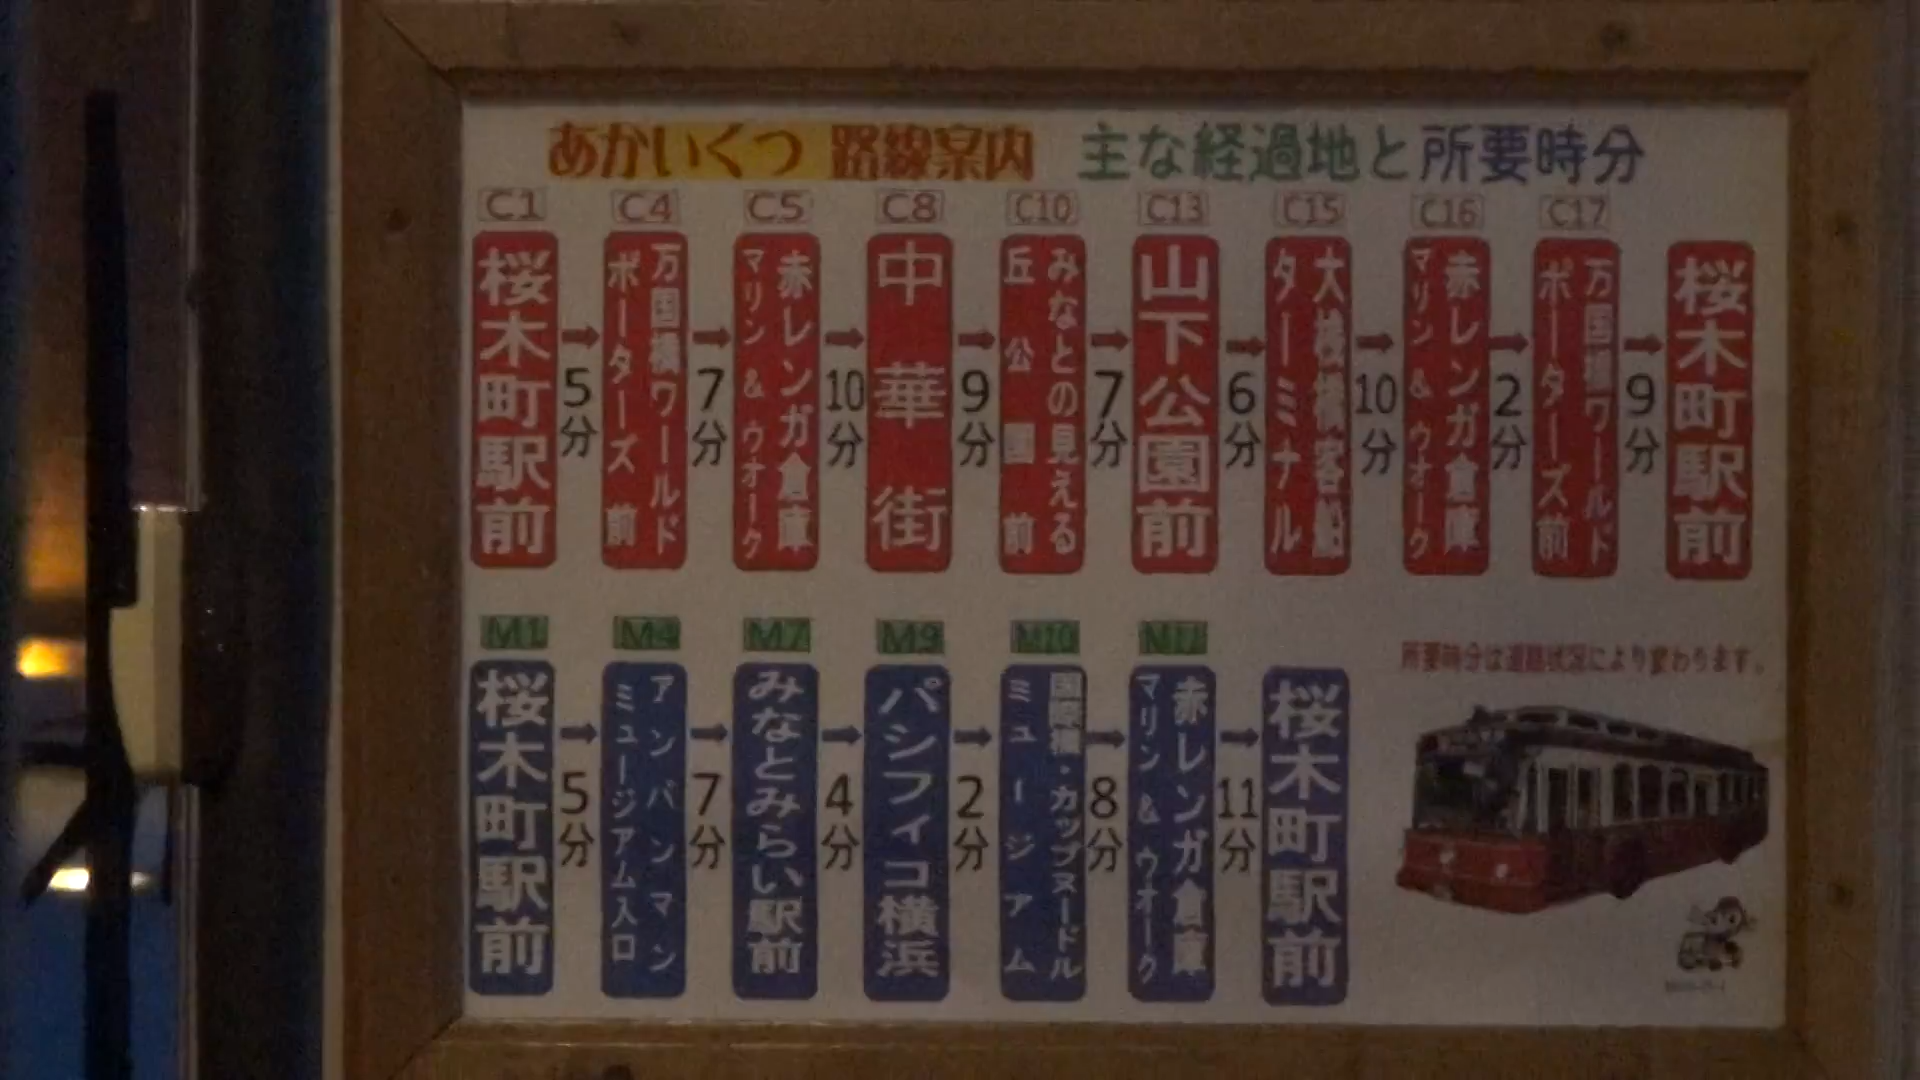 あかいくつ 路線案内 主な経過地と所要時分
C1 C4 C5 C8 C10 C13 C15 C16 C17
桜木町駅前
5分
万国橋ワールド
ポーターズ前
7分
赤レンガ倉庫
マリン&ウオーク
10分
中華街
9分
みなとの見える
丘公園前
7分
山下公園前
6分
大桟橋客船
ターミナル
10分
赤レンガ倉庫
マリン&ウオーク
2分
万国橋ワールド
ポーターズ前
9分
桜木町駅前
M1 M4 M7 M9 M10
桜木町駅前
5分
アンパンマン
ミュージアム入口
7分
みなとみらい駅前
4分
パシフィコ横浜
2分
国際橋・カップヌードル
ミュージアム
8分
赤レンガ倉庫
マリン&ウオーク
11分
桜木町駅前
所要時分は道路状況により変わります。